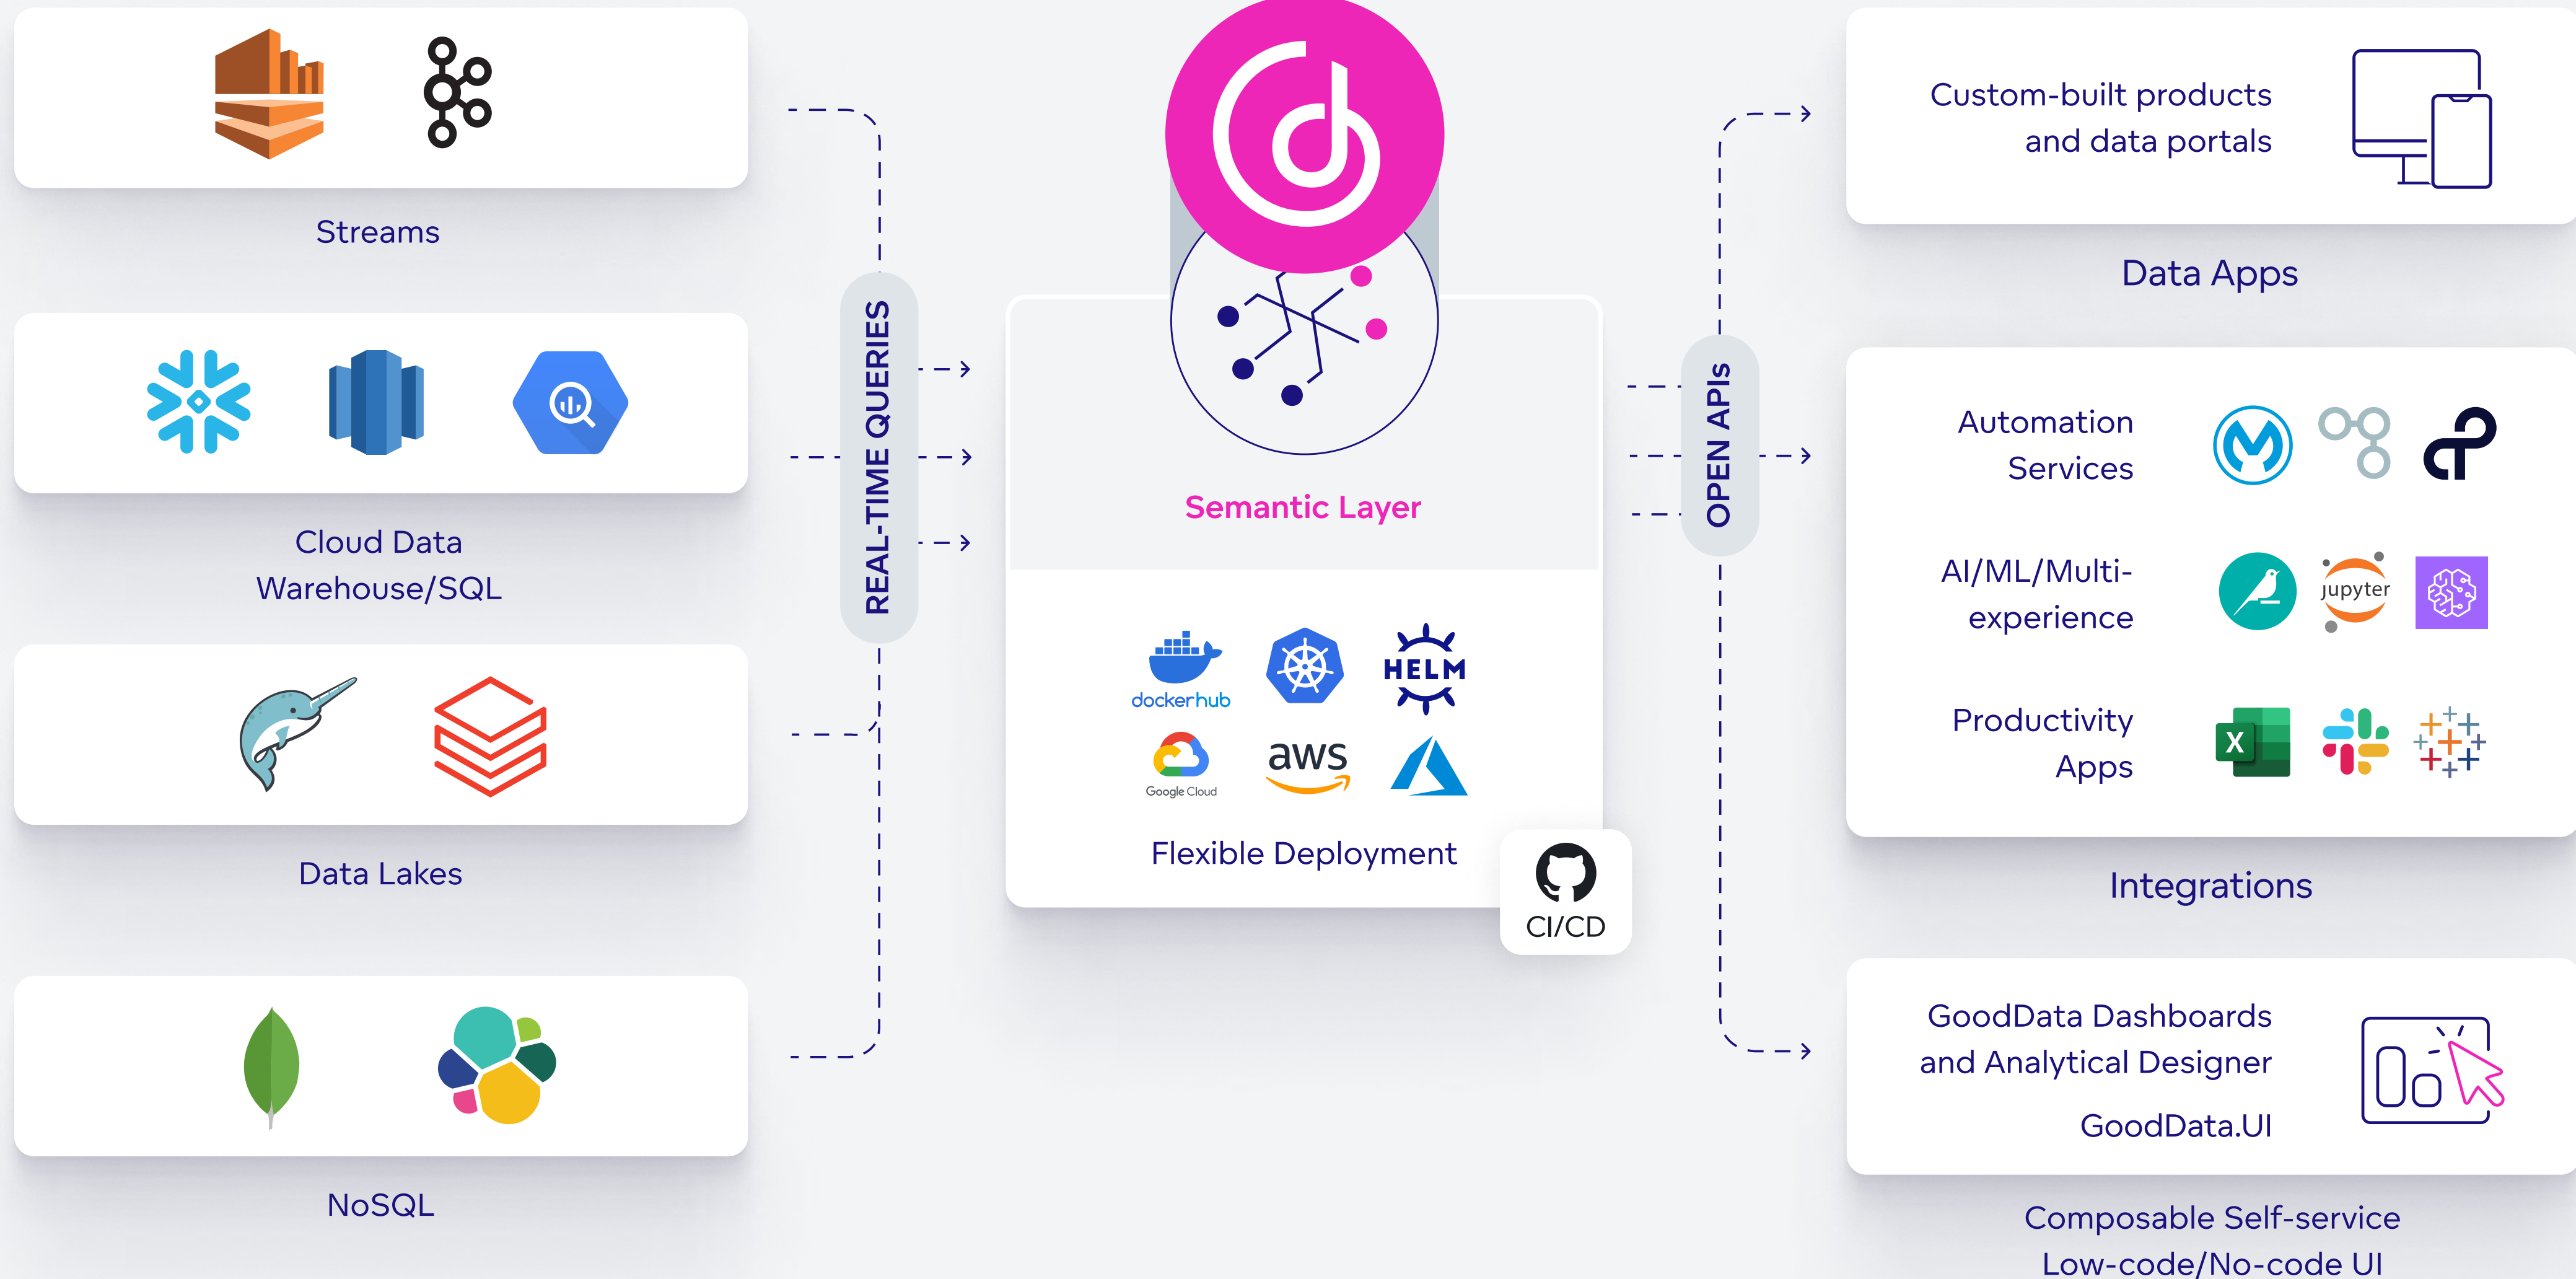 Streams
Cloud Data
Warehouse/SQL
Data Lakes
NoSQL
REAL-TIME QUERIES
Semantic Layer
dockerhub
HELM
Google Cloud
aws
Flexible Deployment
CI/CD
OPEN APIs
Custom-built products
and data portals
Data Apps
Automation
Services
AI/ML/Multi-
experience
jupyter
Productivity
Apps
X
Integrations
GoodData Dashboards
and Analytical Designer
GoodData.UI
Composable Self-service
Low-code/No-code UI